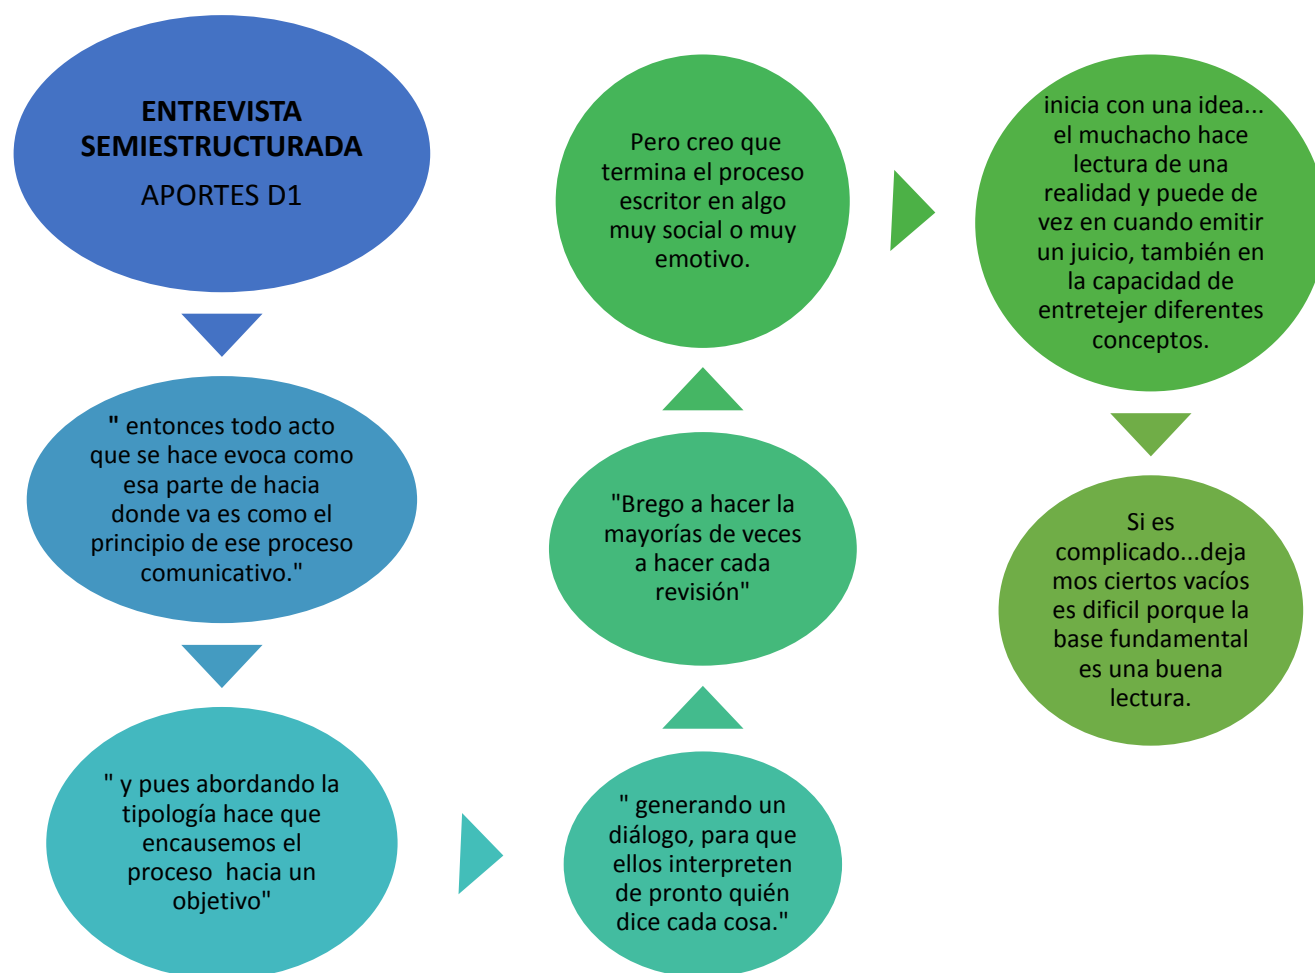 ENTREVISTA
SEMIESTRUCTURADA
APORTES D1
" entonces todo acto
que se hace evoca como
esa parte de hacia
donde va es como el
principio de ese proceso
comunicativo."
" y pues abordando la
tipología hace que
encausemos el
proceso hacia un
objetivo"
" generando un
diálogo, para que
ellos interpreten
de pronto quién
dice cada cosa."
"Brego a hacer la
mayorías de veces
a hacer cada
revisión"
Pero creo que
termina el proceso
escritor en algo
muy social o muy
emotivo.
inicia con una idea...
el muchacho hace
lectura de una
realidad y puede de
vez en cuando emitir
un juicio, también en
la capacidad de
entretejer diferentes
conceptos.
Si es
complicado...deja
mos ciertos vacíos
es dificil porque la
base fundamental
es una buena
lectura.